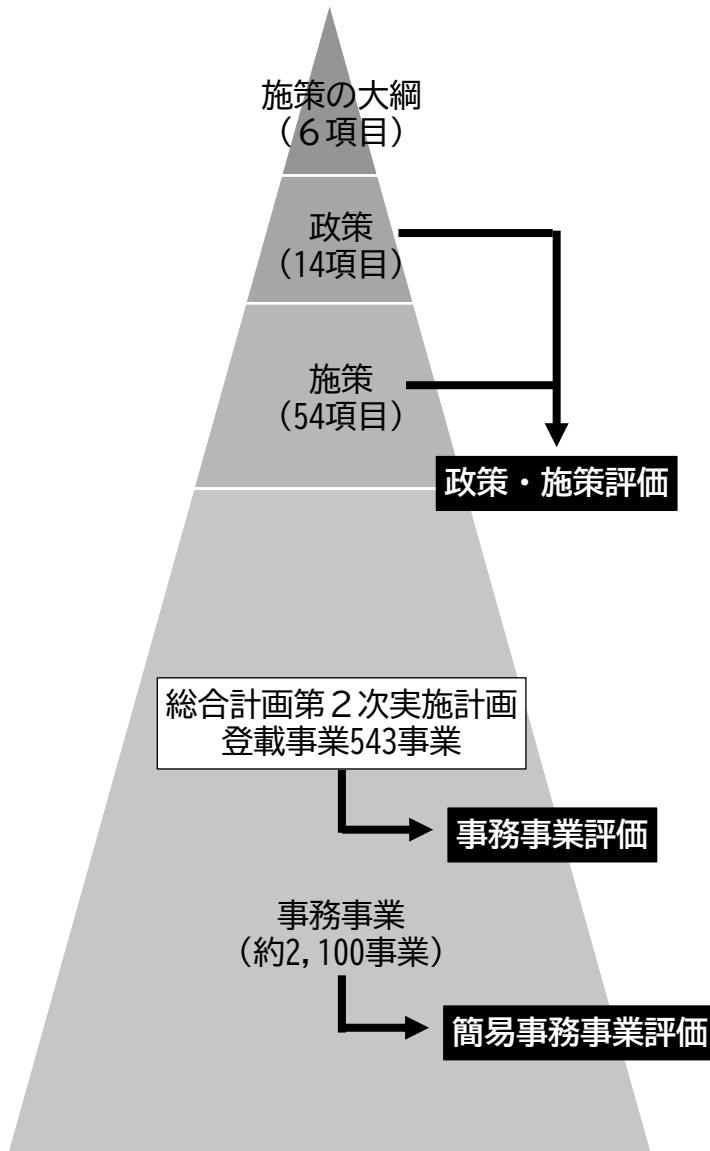 施策の大綱
（６項目）
政策
（14項目）
施策
（54項目）
政策・施策評価
総合計画第２次実施計画
登載事業543事業
事務事業評価
事務事業
（約2,100事業）
簡易事務事業評価